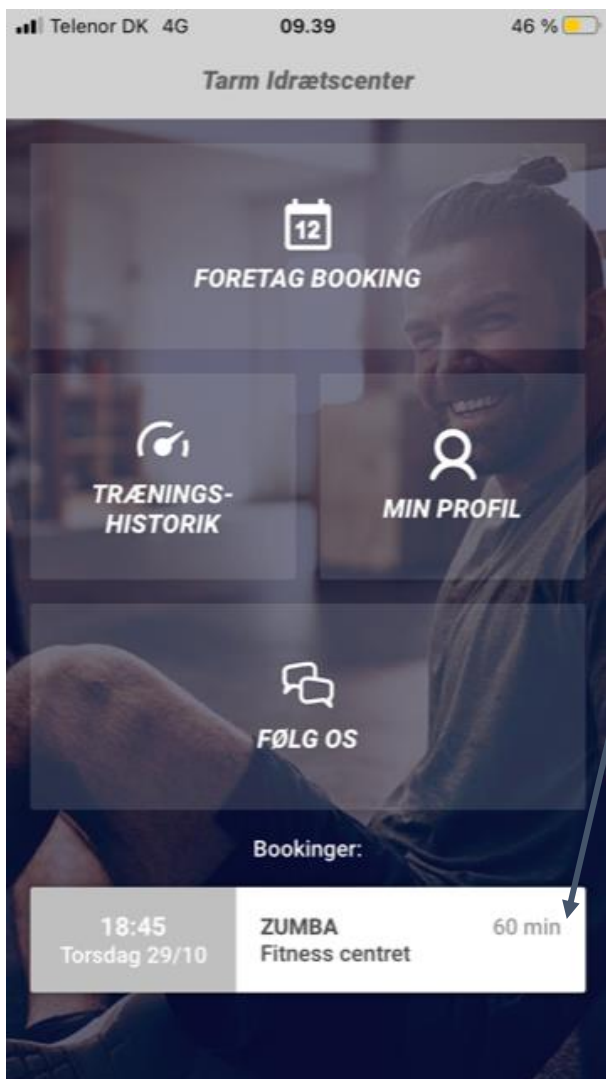 Telenor DK 4G 09.39 46 %
Tarm Idrætscenter
12
FORETAG BOOKING
TRÆNINGS-
HISTORIK
MIN PROFIL
FØLG OS
Bookinger:
18:45
Torsdag 29/10
ZUMBA
Fitness centret
60 min